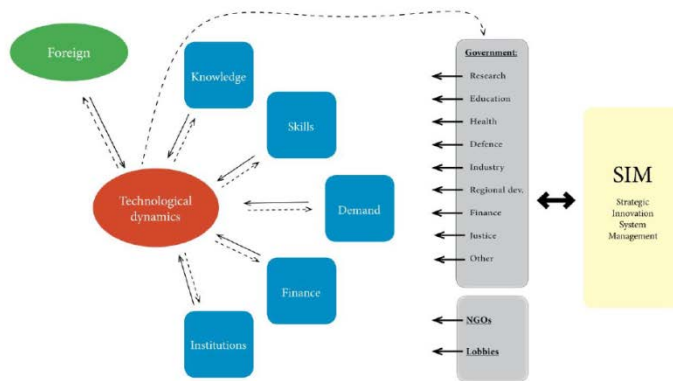 Foreign
Knowledge
Skills
Technological
dynamics
Demand
Finance
Institutions
Government:
Research
Education
Health
Defence
Industry
Regional dev.
Finance
Justice
Other
NGOs
Lobbies
SIM
Strategic
Innovation
System
Management